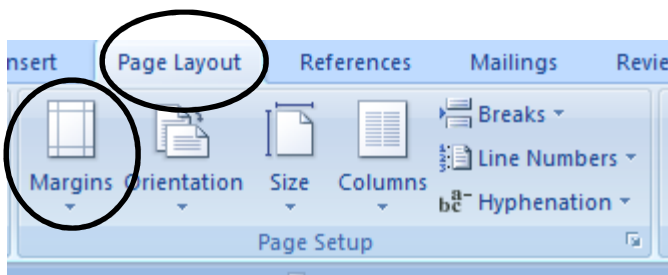 nsert Page Layout References Mailings Revie
Breaks
Line Numbers
Margins Orientation Size Columns
Hyphenation
Page Setup